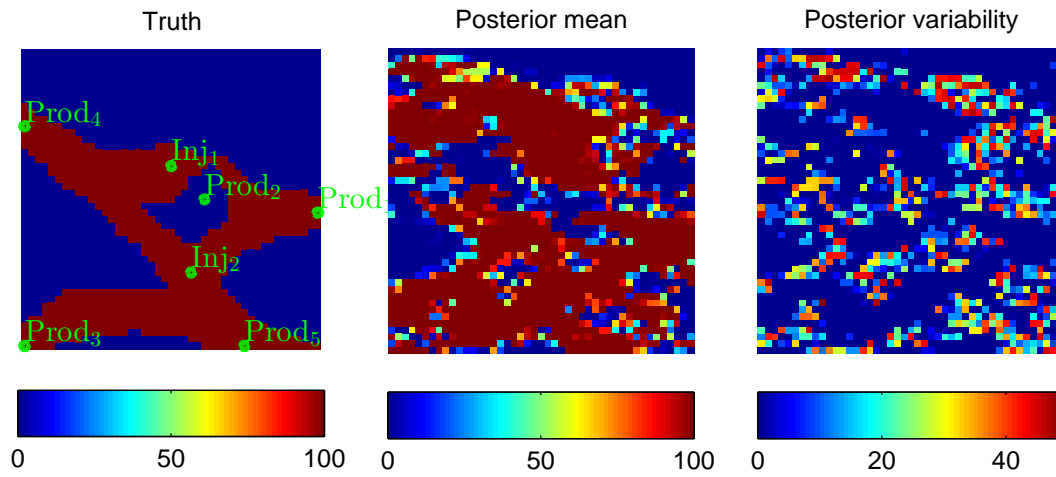 Truth
Posterior mean
Posterior variability
Prod4
Inj1
Prod2
Prod
Inj2
Prod3
Prod5
0 50 100
0 50 100
0 20 40